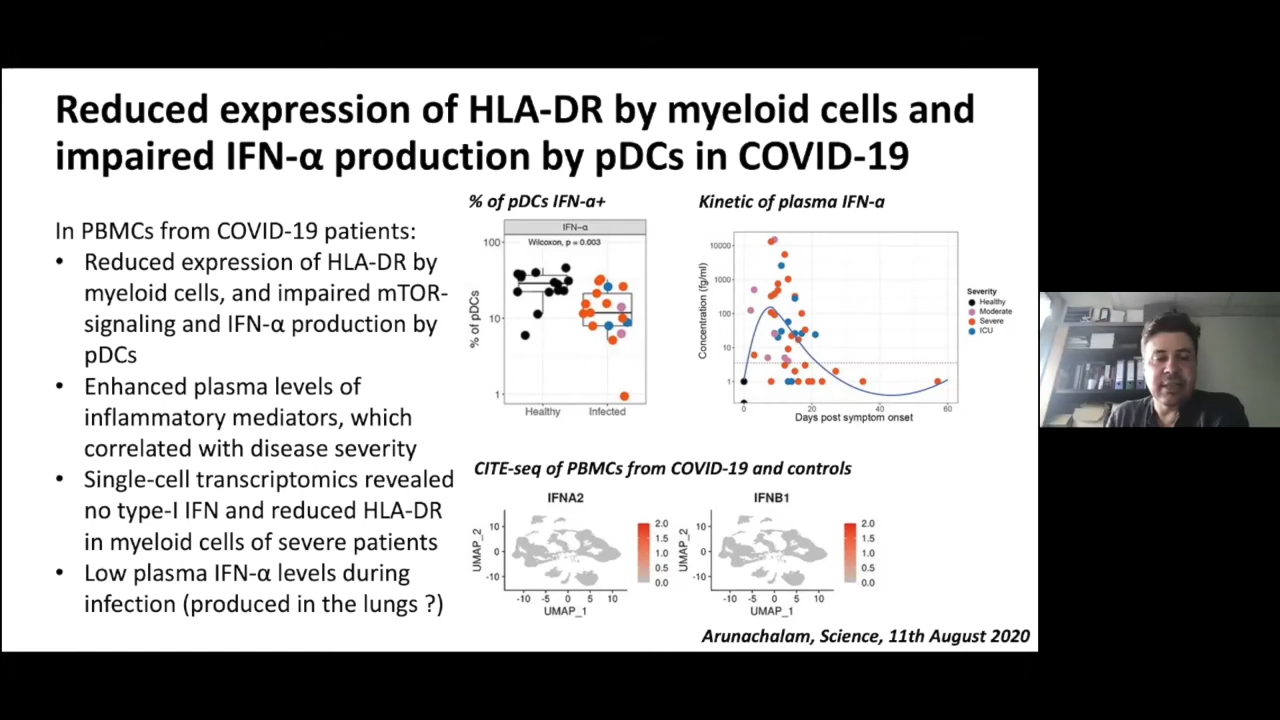 Reduced expression of HLA-DR by myeloid cells and
impaired IFN-α production by pDCs in COVID-19
In PBMCs from COVID-19 patients:
• Reduced expression of HLA-DR by
myeloid cells, and impaired mTOR-
signaling and IFN-α production by
pDCs
• Enhanced plasma levels of
inflammatory mediators, which
correlated with disease severity
• Single-cell transcriptomics revealed
no type-I IFN and reduced HLA-DR
in myeloid cells of severe patients
• Low plasma IFN-α levels during
infection (produced in the lungs ?)
% of pDCs IFN-a+
IFN-α
Wilcoxon, p = 0.003
100
10
1
% of pDCs
Healthy
Infected
Kinetic of plasma IFN-a
10000
1000
100
10
1
Concentration (fg/ml)
0
20
40
60
Days post symptom onset
Severity
Healthy
Moderate
Severe
ICU
CITE-seq of PBMCs from COVID-19 and controls
IFNA2
10
0
-10
UMAP_2
-10 -5 0 5 10
UMAP_1
2.0
1.5
1.0
0.5
0.0
IFNB1
10
0
-10
UMAP_2
-10 -5 0 5 10
UMAP_1
2.0
1.5
1.0
0.5
0.0
Arunachalam, Science, 11th August 2020